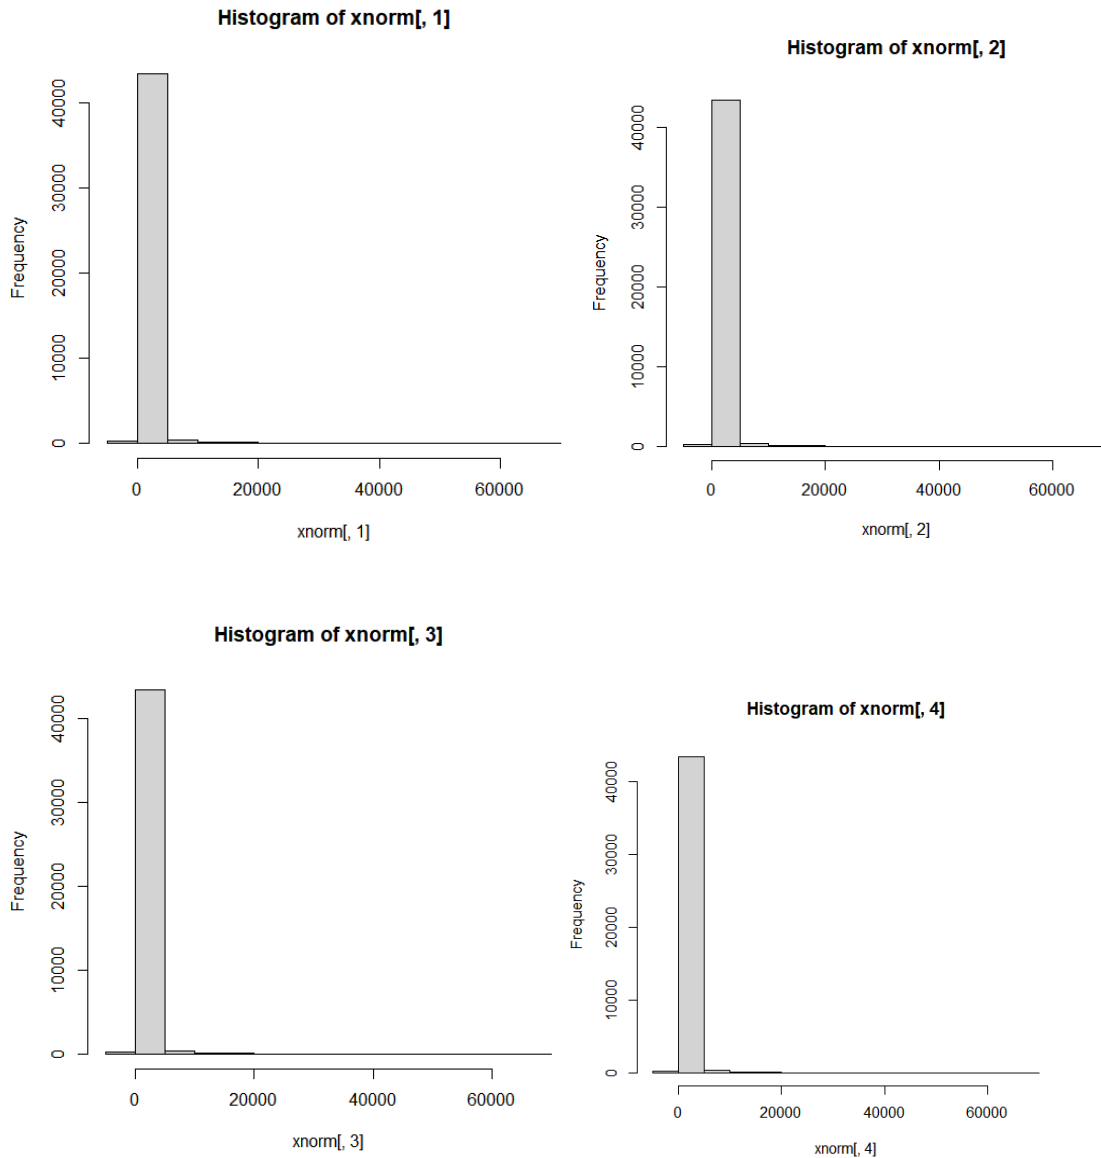 Histogram of xnorm[, 1]
Frequency
40000
30000
20000
10000
0
0 20000 40000 60000
xnorm[, 1]
Histogram of xnorm[, 2]
Frequency
40000
30000
20000
10000
0
0 20000 40000 60000
xnorm[, 2]
Histogram of xnorm[, 3]
Frequency
40000
30000
20000
10000
0
0 20000 40000 60000
xnorm[, 3]
Histogram of xnorm[, 4]
Frequency
40000
30000
20000
10000
0
0 20000 40000 60000
xnorm[, 4]